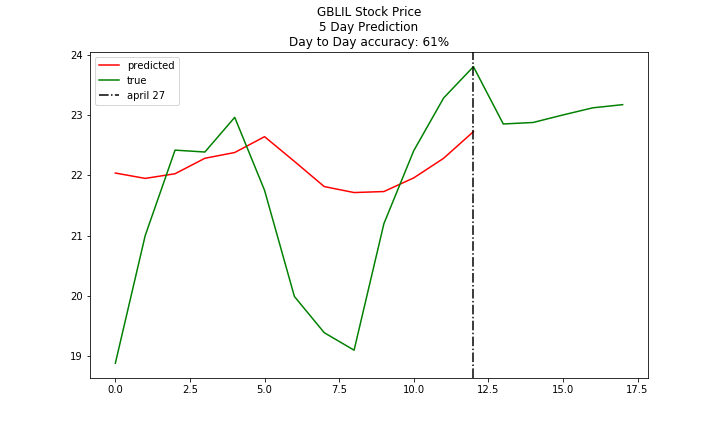 GBLIL Stock Price
5 Day Prediction
Day to Day accuracy: 61%
predicted
true
april 27
24
23
22
21
20
19
0.0 2.5 5.0 7.5 10.0 12.5 15.0 17.5